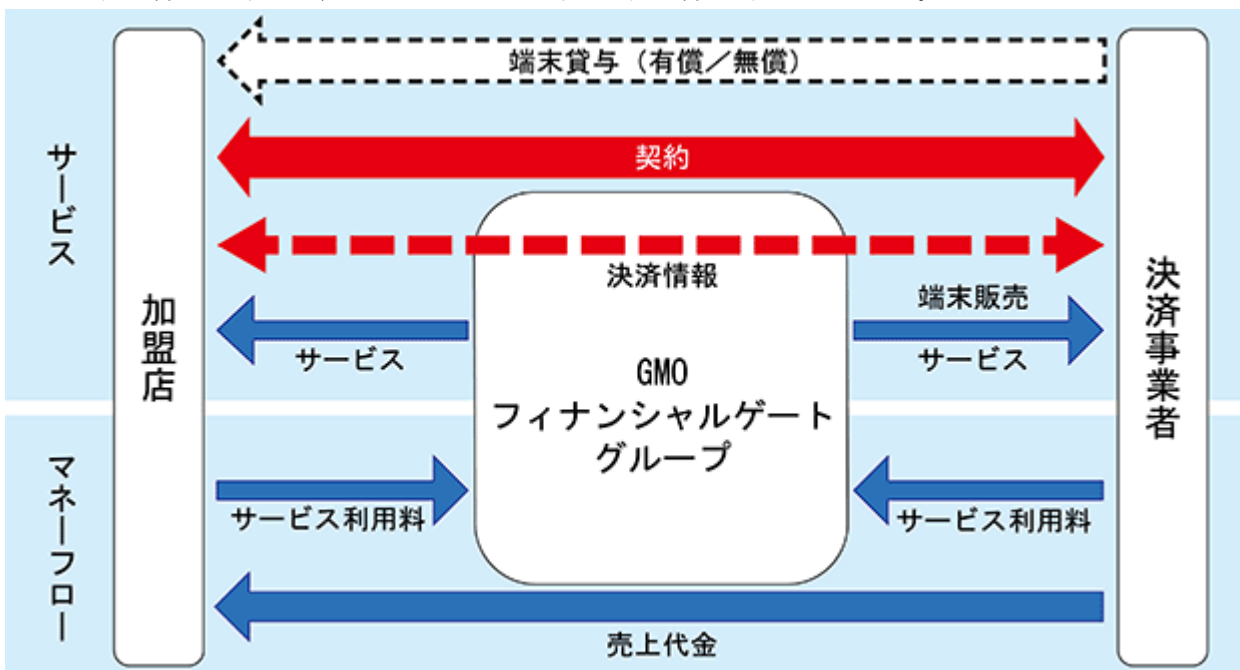 端末貸与（有償／無償）
契約
サービス
決済情報
加盟店
決済事業者
端末販売
サービス
サービス
GMO
フィナンシャルゲート
グループ
マネーフロー
サービス利用料
サービス利用料
売上代金